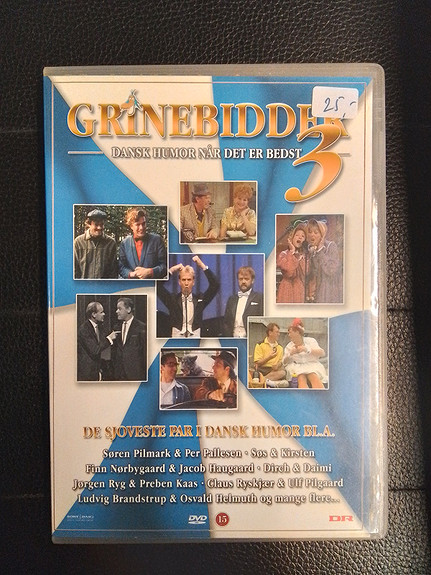 GRINEBIDDER
25,-
3
DANSK HUMOR NÅR DET ER BEDST
DE SJOVESTE PAR I DANSK HUMOR BL.A.
Søren Pilmark & Per Pallesen · Søs & Kirsten
Finn Nørbygaard & Jacob Haugaard · Dirch & Daimi
Jørgen Ryg & Preben Kaas · Claus Ryskjær & Ulf Pilgaard
Ludvig Brandstrup & Osvald Helmuth og mange flere...
DVD
15
DR